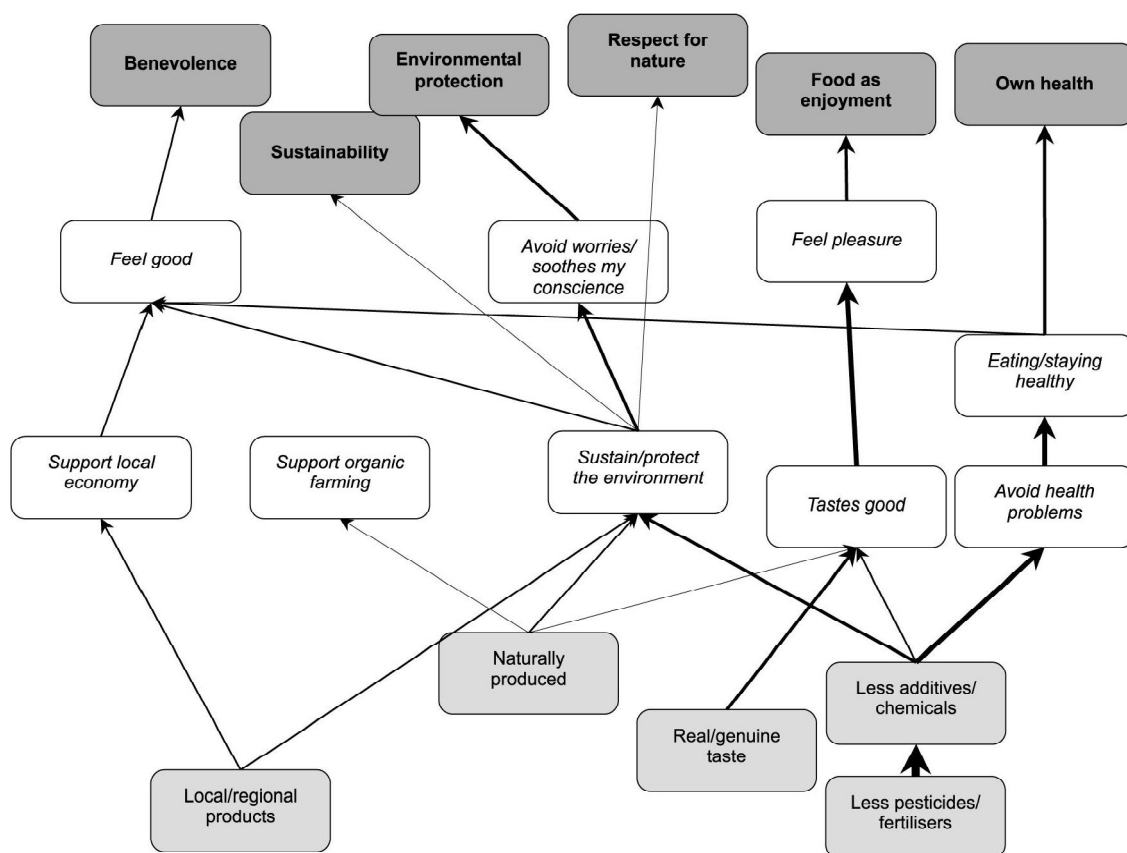 Benevolence
Environmental
protection
Respect for
nature
Food as
enjoyment
Own health
Sustainability
Feel good
Avoid worries/
soothes my
conscience
Feel pleasure
Eating/staying
healthy
Support local
economy
Support organic
farming
Sustain/protect
the environment
Tastes good
Avoid health
problems
Naturally
produced
Less additives/
chemicals
Real/genuine
taste
Local/regional
products
Less pesticides/
fertilisers